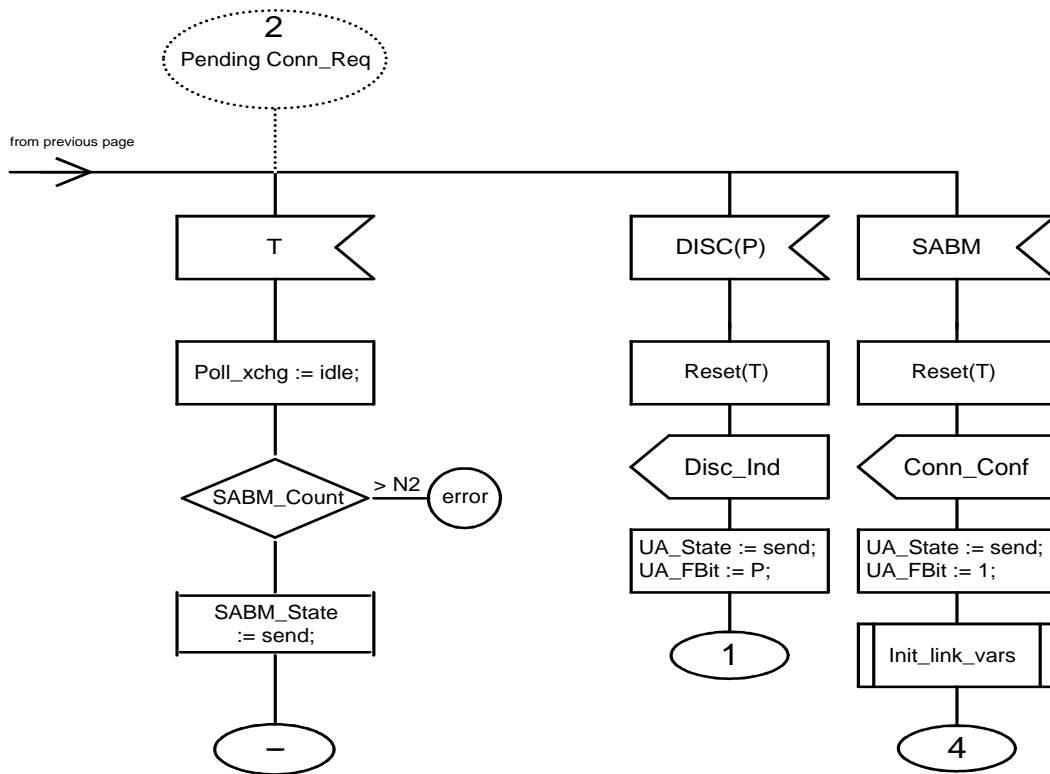 2
Pending Conn_Req
from previous page
T
DISC(P)
SABM
Poll_xchg := idle;
Reset(T)
Reset(T)
SABM_Count
> N2
error
Disc_Ind
Conn_Conf
UA_State := send;
UA_FBit := P;
UA_State := send;
UA_FBit := 1;
SABM_State
:= send;
1
Init_link_vars
–
4